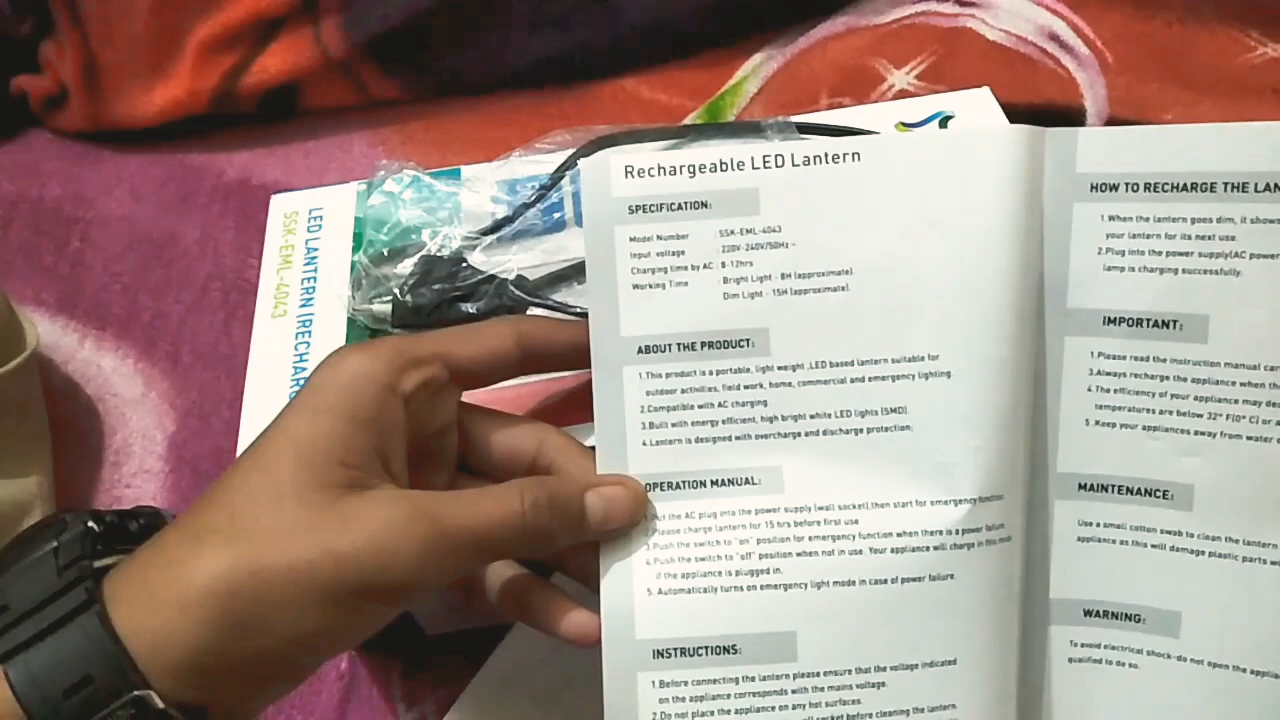 LED LANTERN (RECHARG
SSK-EML-4043
Rechargeable LED Lantern
SPECIFICATION:
Model Number : SSK-EML-4043
Input voltage : 220V-240V/50Hz ~
Charging time by AC : 8-12hrs
Working Time : Bright Light - 8H (approximate).
Dim Light - 15H (approximate).
ABOUT THE PRODUCT:
1.This product is a portable, light weight ,LED based lantern suitable for
outdoor activities, field work, home, commercial and emergency lighting.
2.Compatible with AC charging.
3.Built with energy efficient, high bright white LED lights (SMD).
4.Lantern is designed with overcharge and discharge protection;
OPERATION MANUAL:
1.Put the AC plug into the power supply (wall socket),then start for emergency function
2.Please charge lantern for 15 hrs before first use
3.Push the switch to "on" position for emergency function when there is a power failure
4.Push the switch to "off" position when not in use. Your appliance will charge in this mode
if the appliance is plugged in.
5. Automatically turns on emergency light mode in case of power failure.
INSTRUCTIONS:
1.Before connecting the lantern please ensure that the voltage indicated
on the appliance corresponds with the mains voltage.
2.Do not place the appliance on any hot surfaces.
socket before cleaning the lantern.
HOW TO RECHARGE THE LAN
1.When the lantern goes dim, it show
your lantern for its next use.
2.Plug into the power supply(AC power
lamp is charging successfully.
IMPORTANT:
1.Please read the instruction manual car
3.Always recharge the appliance when th
4.The efficiency of your appliance may de
temperatures are below 32° F(0° C) or a
5.Keep your appliances away from water o
MAINTENANCE:
Use a small cotton swab to clean the lantern
appliance as this will damage plastic parts wi
WARNING:
To avoid electrical shock-do not open the applia
qualified to do so.